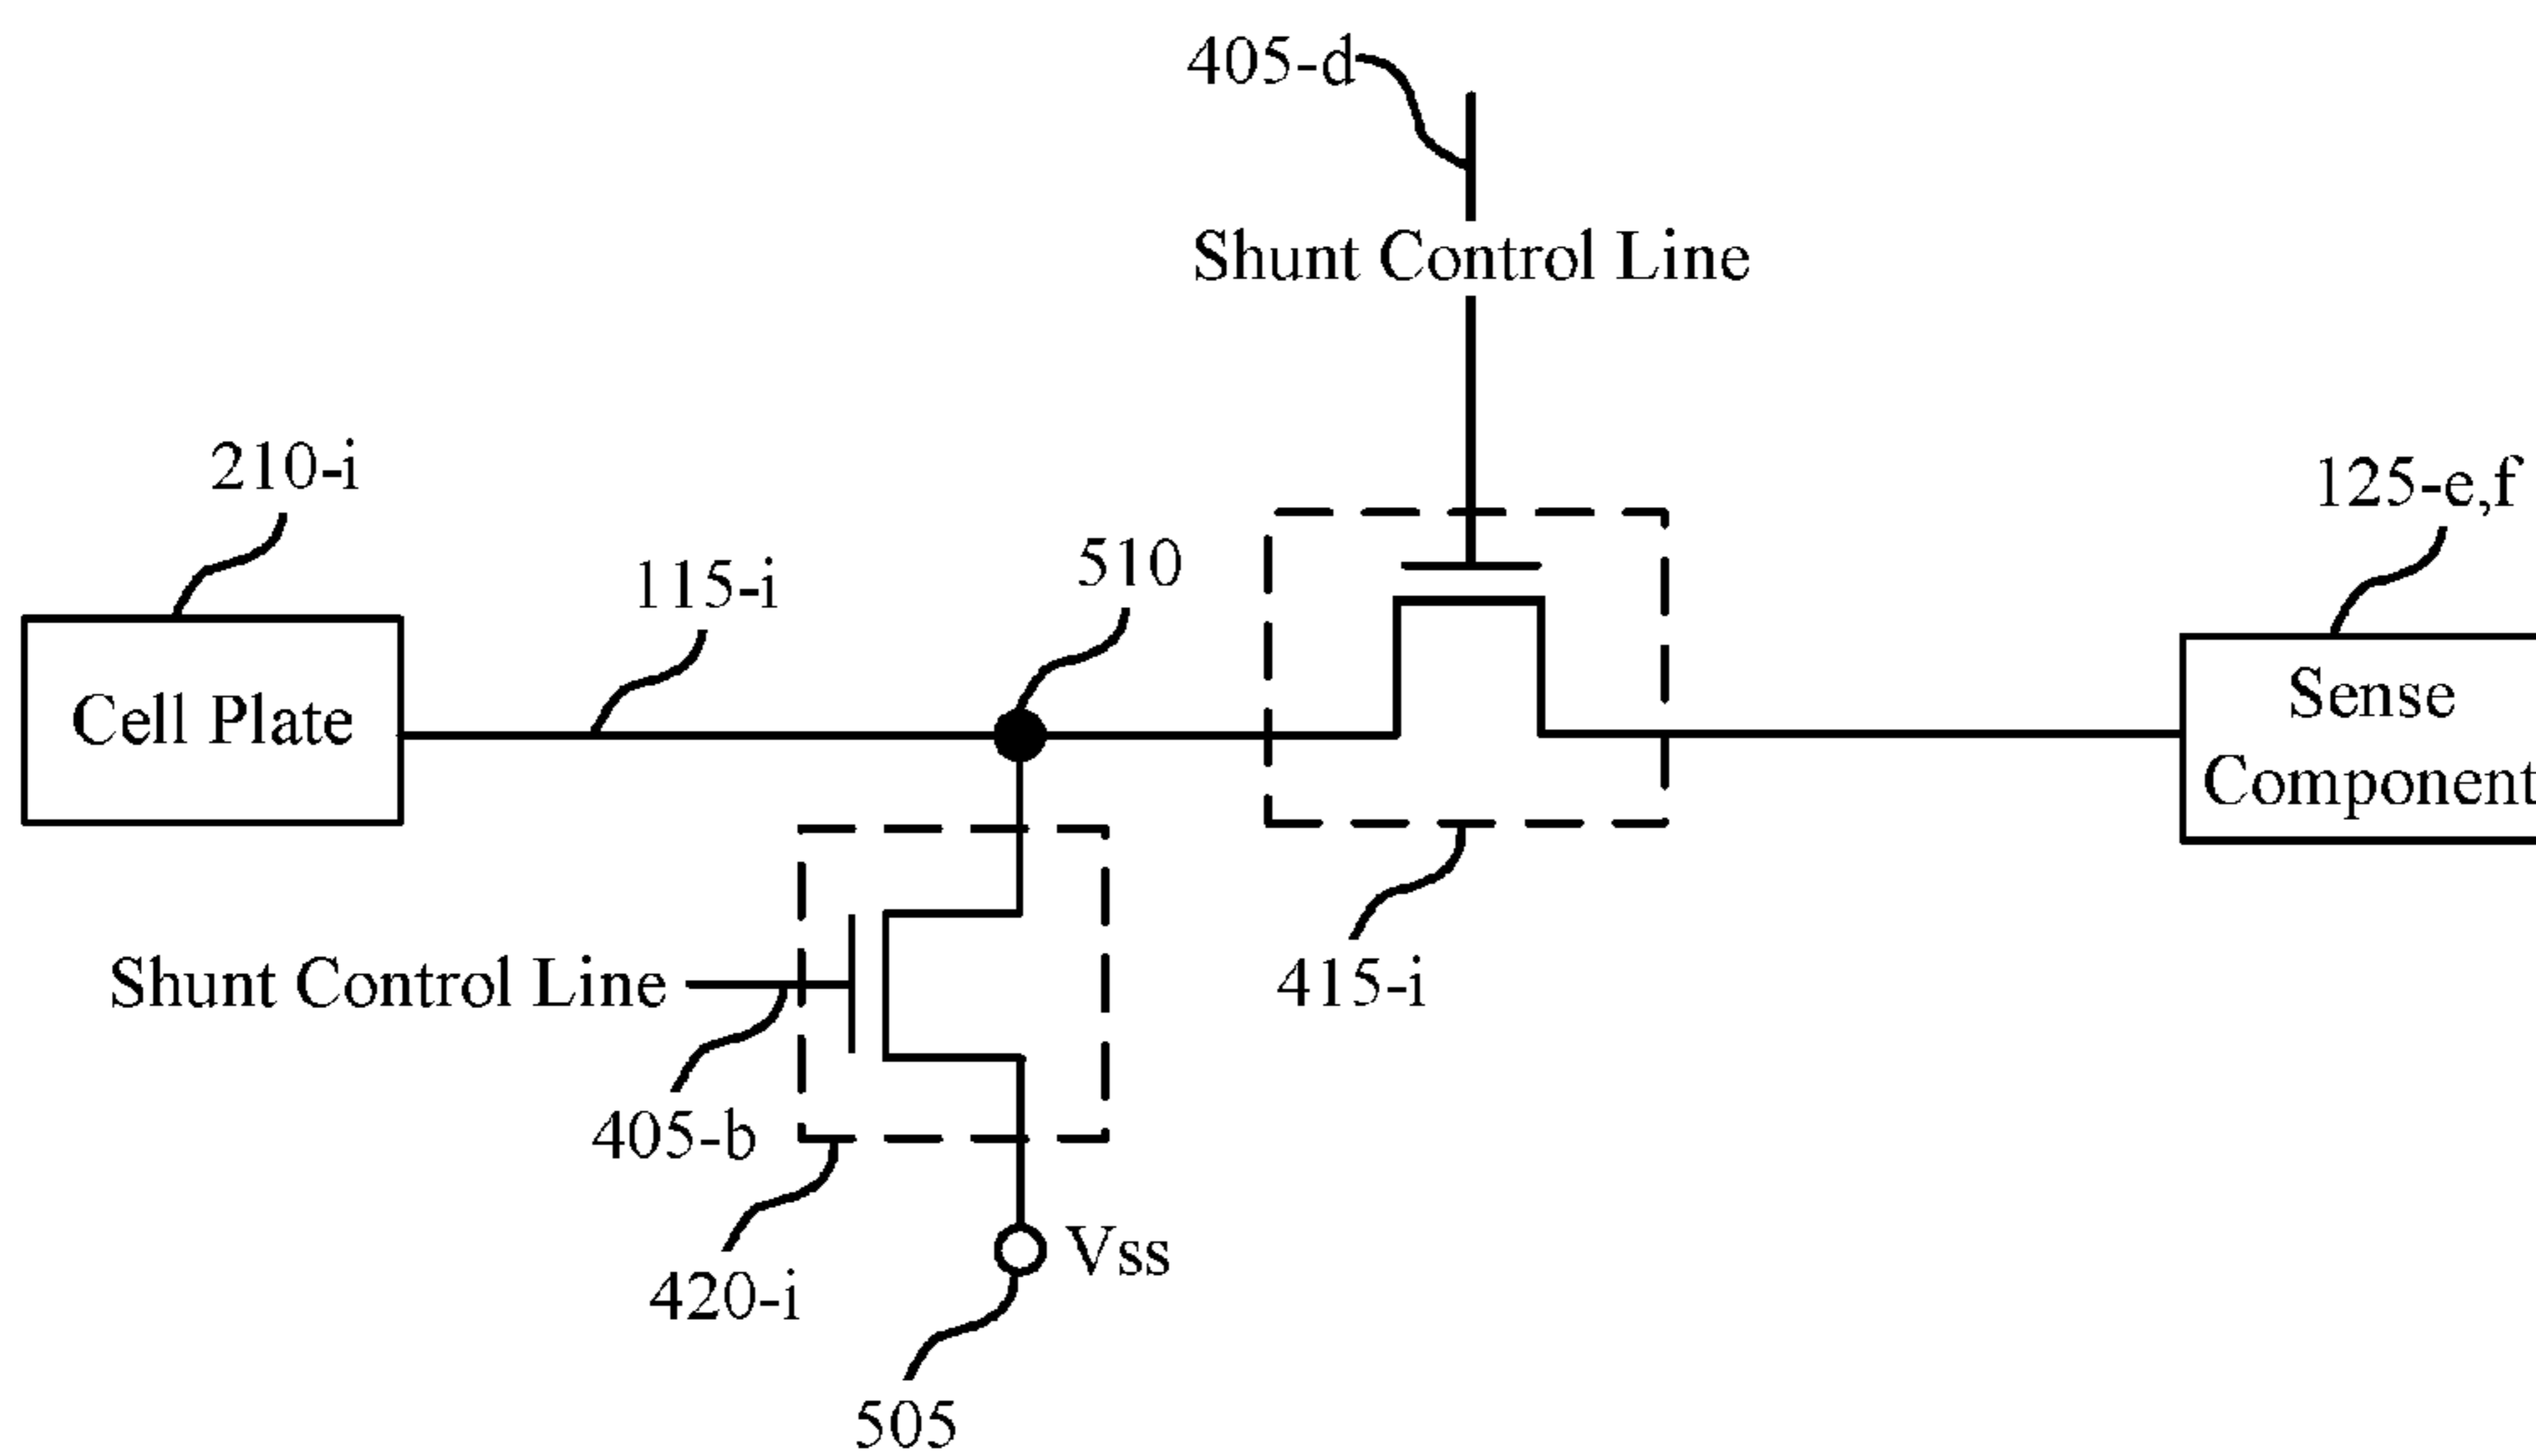 405-d
Shunt Control Line
210-i
115-i
510
125-e,f
Cell Plate
Sense
Component
Shunt Control Line
415-i
405-b
420-i
Vss
505